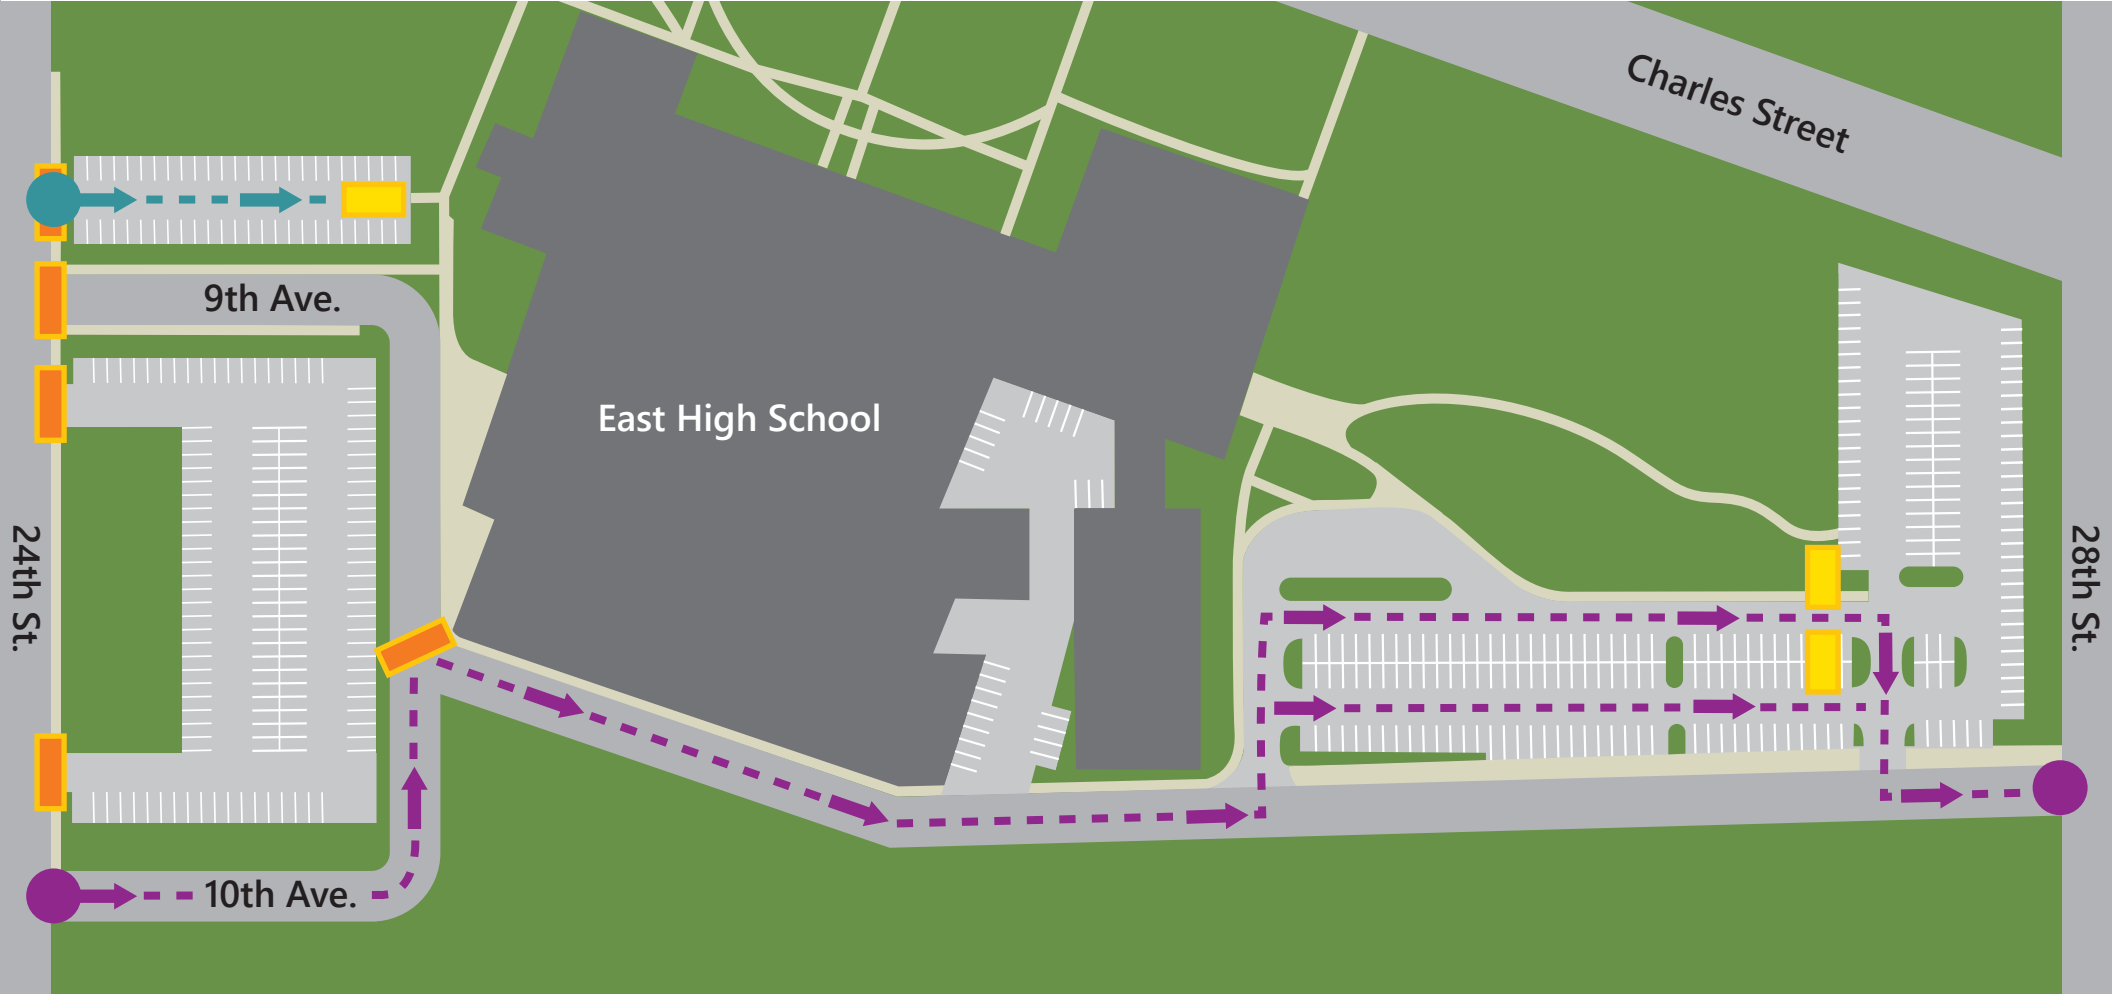 Charles Street
9th Ave.
East High School
24th St.
28th St.
10th Ave.